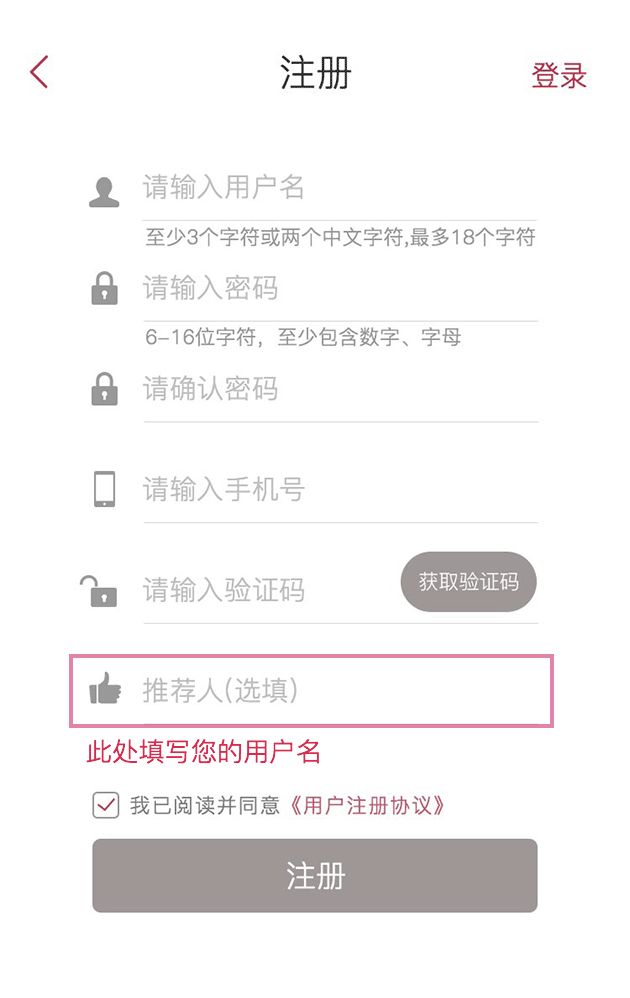 注册
登录
请输入用户名
至少3个字符或两个中文字符,最多18个字符
请输入密码
6-16位字符，至少包含数字、字母
请确认密码
请输入手机号
请输入验证码
获取验证码
推荐人(选填)
此处填写您的用户名
我已阅读并同意《用户注册协议》
注册